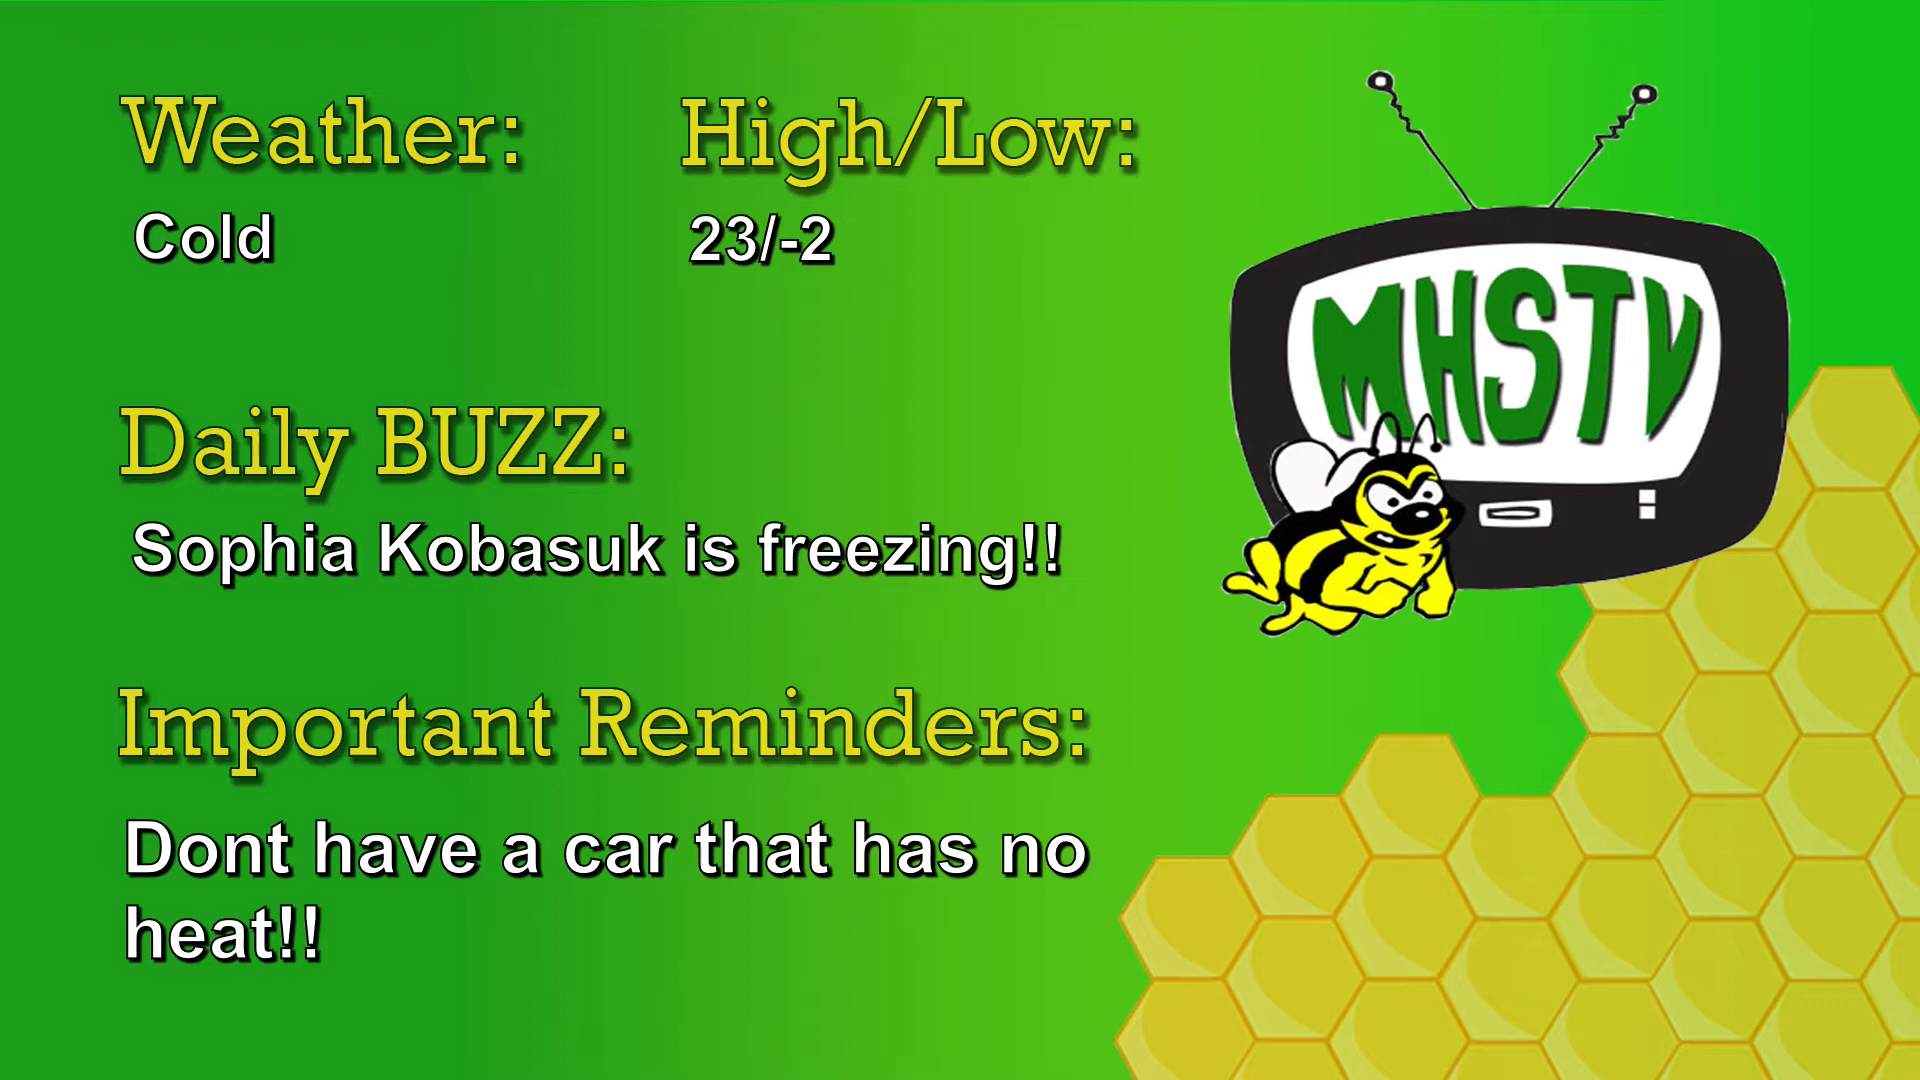 Weather:
High/Low:
Cold
23/-2
MHSTV
Daily BUZZ:
Sophia Kobasuk is freezing!!
Important Reminders:
Dont have a car that has no
heat!!